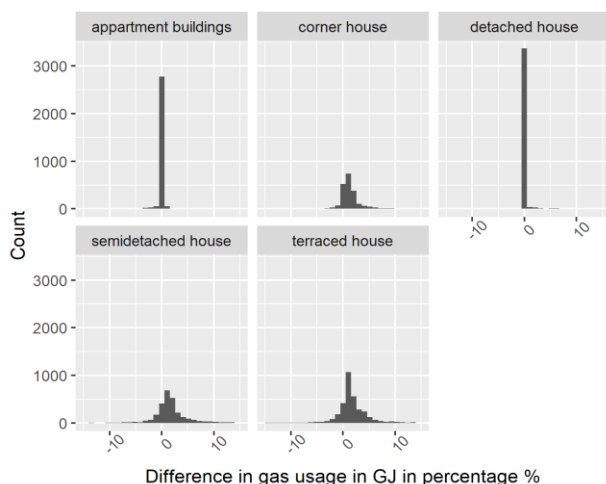 appartment buildings
corner house
detached house
3000
2000
1000
0
-10
0
10
semidetached house
terraced house
3000
2000
1000
0
-10
0
10
-10
0
10
Count
Difference in gas usage in GJ in percentage %